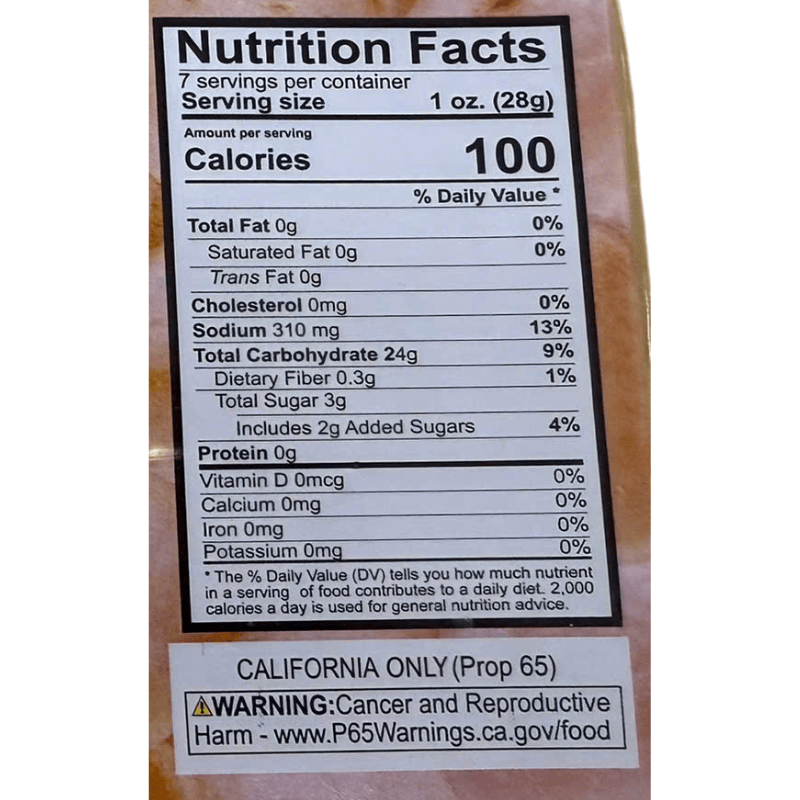 Nutrition Facts
7 servings per container
Serving size 1 oz. (28g)
Amount per serving
Calories 100
% Daily Value *
Total Fat 0g 0%
Saturated Fat 0g 0%
Trans Fat 0g
Cholesterol 0mg 0%
Sodium 310 mg 13%
Total Carbohydrate 24g 9%
Dietary Fiber 0.3g 1%
Total Sugar 3g
Includes 2g Added Sugars 4%
Protein 0g
Vitamin D 0mcg 0%
Calcium 0mg 0%
Iron 0mg 0%
Potassium 0mg 0%
* The % Daily Value (DV) tells you how much nutrient
in a serving of food contributes to a daily diet. 2,000
calories a day is used for general nutrition advice.
CALIFORNIA ONLY (Prop 65)
⚠WARNING:Cancer and Reproductive
Harm - www.P65Warnings.ca.gov/food